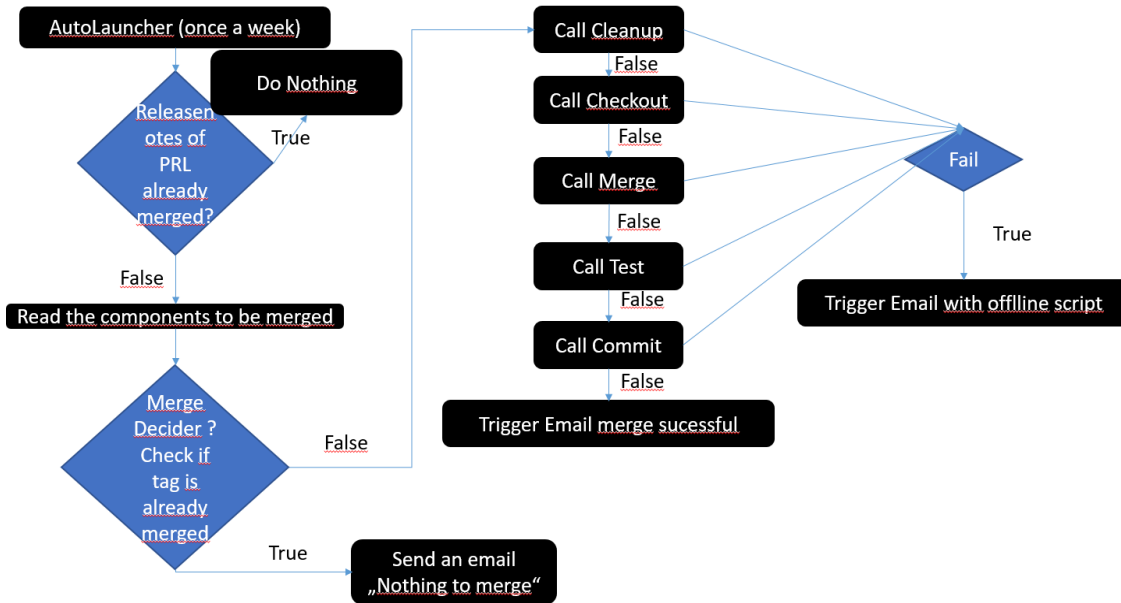 AutoLauncher (once a week)
Do Nothing
Releasen
otes of
PRL
already
merged?
True
False
Read the components to be merged
Merge
Decider ?
Check if
tag is
already
merged
False
True
Send an email
„Nothing to merge“
Call Cleanup
False
Call Checkout
False
Call Merge
False
Call Test
False
Call Commit
False
Trigger Email merge sucessful
Fail
True
Trigger Email with offlline script